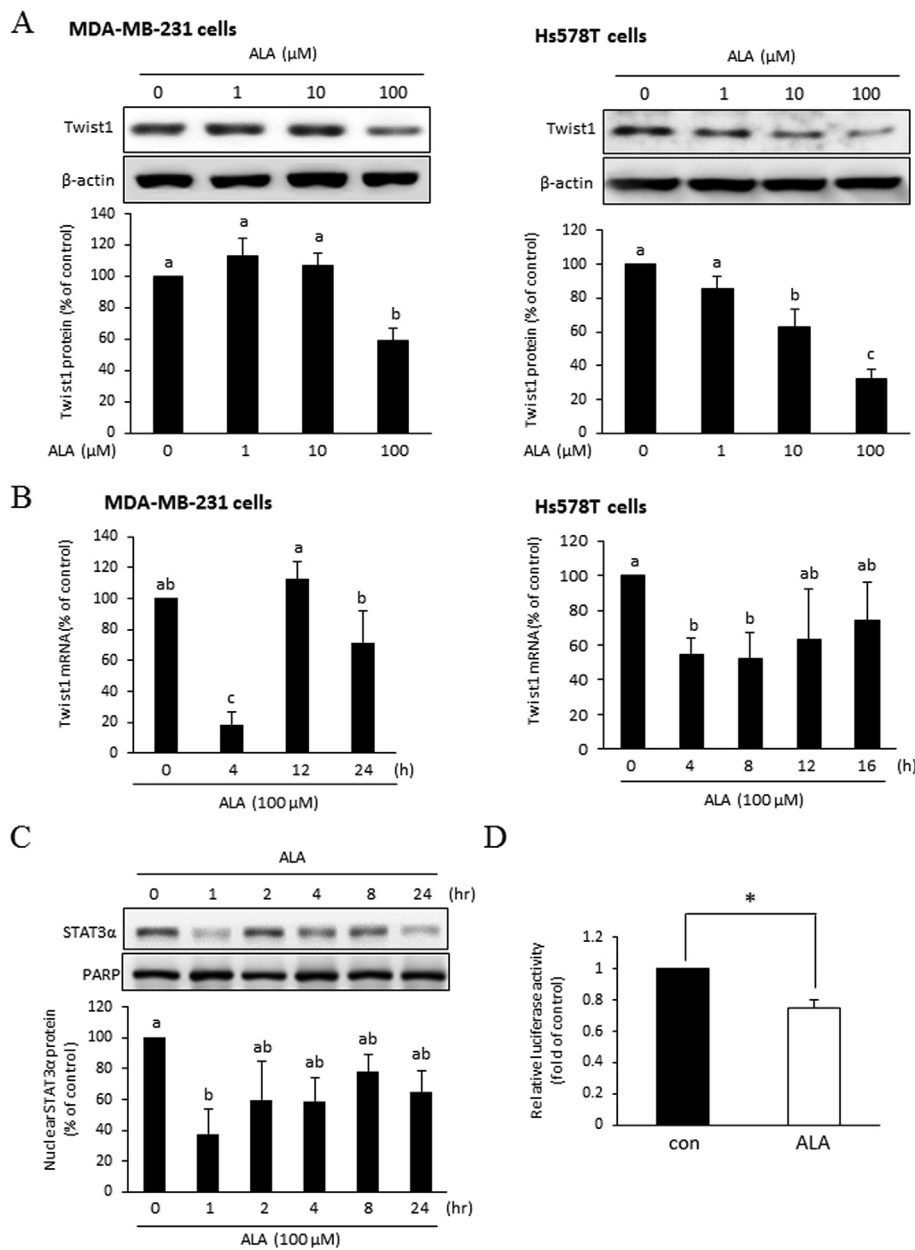 A
MDA-MB-231 cells
ALA (µM)
0 1 10 100
Twist1
β-actin
Twist1 protein (% of control)
140
120
100
80
60
40
20
0
a a a b
0 1 10 100
ALA (µM)
Hs578T cells
ALA (µM)
0 1 10 100
Twist1
β-actin
Twist1 protein (% of control)
120
100
80
60
40
20
0
a a b c
0 1 10 100
ALA (µM)
B
MDA-MB-231 cells
Twist1 mRNA (% of control)
140
120
100
80
60
40
20
0
ab c a b
0 4 12 24 (h)
ALA (100 µM)
Hs578T cells
Twist1 mRNA (% of control)
120
100
80
60
40
20
0
a b b ab ab
0 4 8 12 16 (h)
ALA (100 µM)
C
ALA
0 1 2 4 8 24 (hr)
STAT3α
PARP
Nuclear STAT3α protein
(% of control)
120
100
80
60
40
20
0
a b ab ab ab ab
0 1 2 4 8 24 (hr)
ALA (100 µM)
D
*
Relative luciferase activity
(fold of control)
1.2
1
0.8
0.6
0.4
0.2
0
con ALA